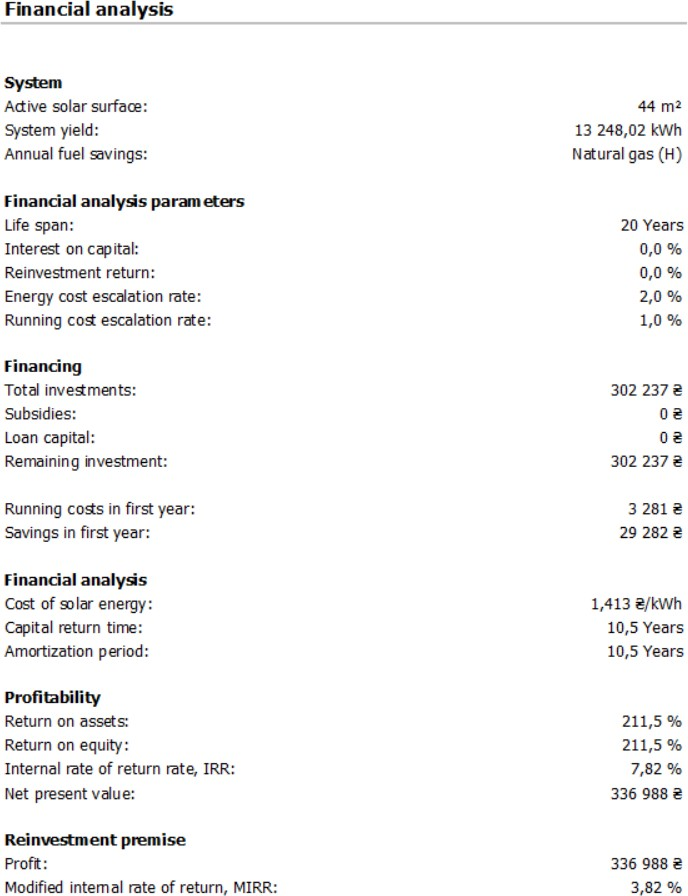 Financial analysis
System
Active solar surface: 44 m²
System yield: 13 248,02 kWh
Annual fuel savings: Natural gas (H)
Financial analysis parameters
Life span: 20 Years
Interest on capital: 0,0 %
Reinvestment return: 0,0 %
Energy cost escalation rate: 2,0 %
Running cost escalation rate: 1,0 %
Financing
Total investments: 302 237 ₴
Subsidies: 0 ₴
Loan capital: 0 ₴
Remaining investment: 302 237 ₴
Running costs in first year: 3 281 ₴
Savings in first year: 29 282 ₴
Financial analysis
Cost of solar energy: 1,413 ₴/kWh
Capital return time: 10,5 Years
Amortization period: 10,5 Years
Profitability
Return on assets: 211,5 %
Return on equity: 211,5 %
Internal rate of return rate, IRR: 7,82 %
Net present value: 336 988 ₴
Reinvestment premise
Profit: 336 988 ₴
Modified internal rate of return, MIRR: 3,82 %